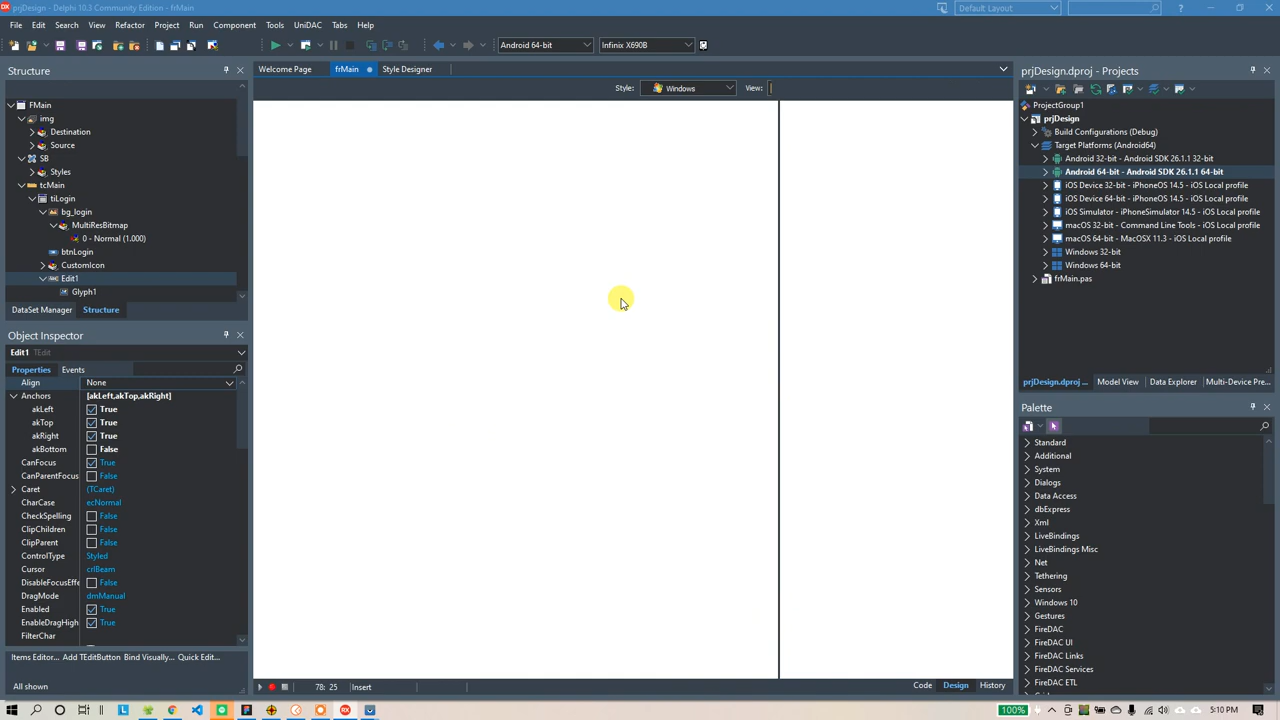 prjDesign - Delphi 10.3 Community Edition - frMain
Default Layout
File Edit Search View Refactor Project Run Component Tools UniDAC Tabs Help
Android 64-bit
Infinix X690B
Structure
FMain
img
Destination
Source
SB
Styles
tcMain
tiLogin
bg_login
MultiResBitmap
0 - Normal (1.000)
btnLogin
CustomIcon
Edit1
Glyph1
DataSet Manager Structure
Object Inspector
Edit1 TEdit
Properties Events
Align None
Anchors [akLeft,akTop,akRight]
akLeft True
akTop True
akRight True
akBottom False
CanFocus True
CanParentFocus False
Caret (TCaret)
CharCase ecNormal
CheckSpelling False
ClipChildren False
ClipParent False
ControlType Styled
Cursor crIBeam
DisableFocusEffe False
DragMode dmManual
Enabled True
EnableDragHigh True
FilterChar
Items Editor... Add TEditButton Bind Visually... Quick Edit...
All shown
Welcome Page frMain Style Designer
Style: Windows View:
78: 25 Insert
Code Design History
prjDesign.dproj - Projects
ProjectGroup1
prjDesign
Build Configurations (Debug)
Target Platforms (Android64)
Android 32-bit - Android SDK 26.1.1 32-bit
Android 64-bit - Android SDK 26.1.1 64-bit
iOS Device 32-bit - iPhoneOS 14.5 - iOS Local profile
iOS Device 64-bit - iPhoneOS 14.5 - iOS Local profile
iOS Simulator - iPhoneSimulator 14.5 - iOS Local profile
macOS 32-bit - Command Line Tools - iOS Local profile
macOS 64-bit - MacOSX 11.3 - iOS Local profile
Windows 32-bit
Windows 64-bit
frMain.pas
prjDesign.dproj ... Model View Data Explorer Multi-Device Pre...
Palette
Standard
Additional
System
Dialogs
Data Access
dbExpress
Xml
LiveBindings
LiveBindings Misc
Net
Tethering
Sensors
Windows 10
Gestures
FireDAC
FireDAC UI
FireDAC Links
FireDAC Services
FireDAC ETL
100%
5:10 PM